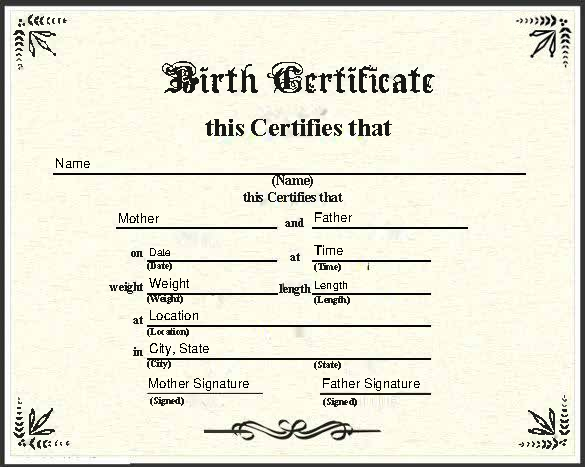 Birth Certificate
this Certifies that
Name
(Name)
this Certifies that
Mother and Father
on Date at Time
(Date) (Time)
weight Weight length Length
(Weight) (Length)
at Location
(Location)
in City, State
(City) (State)
Mother Signature Father Signature
(Signed) (Signed)